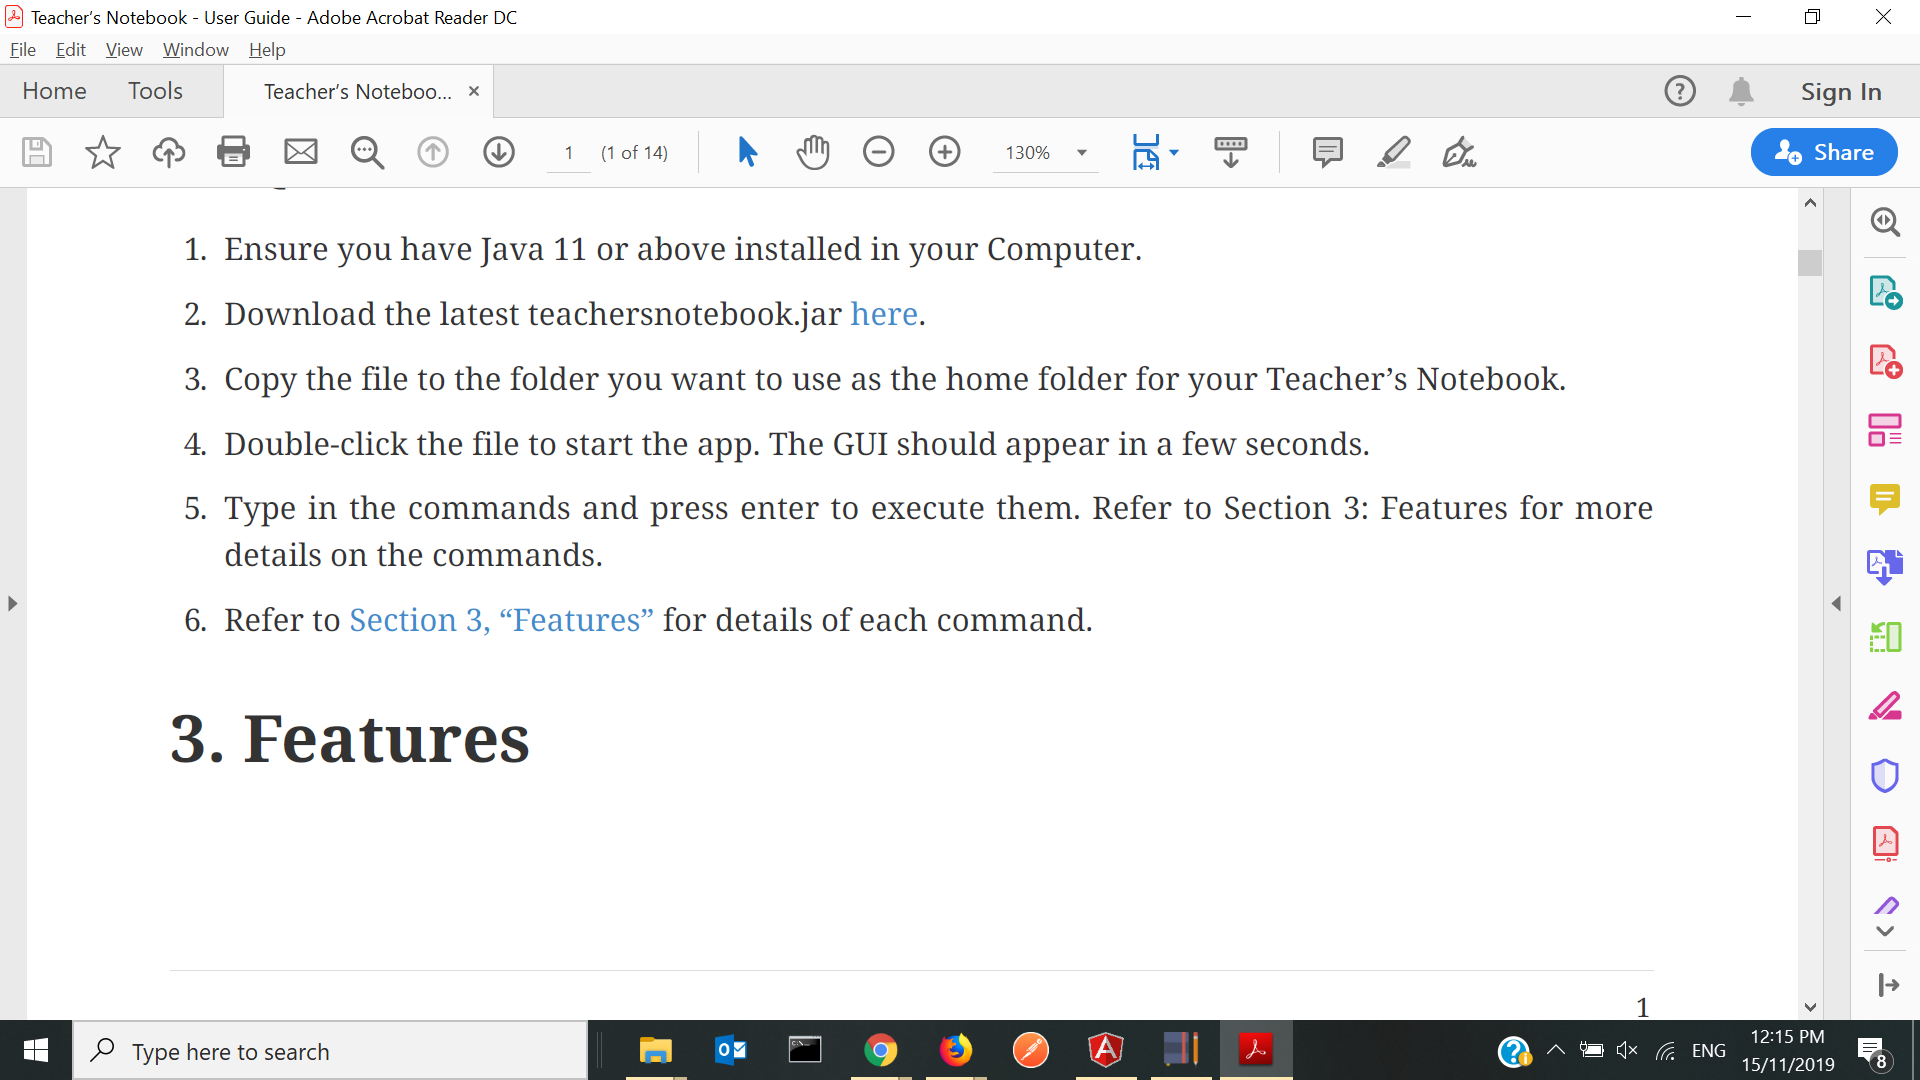 Teacher’s Notebook - User Guide - Adobe Acrobat Reader DC
File Edit View Window Help
Home Tools Teacher’s Noteboo... × Sign In
1 (1 of 14) 130% Share
1. Ensure you have Java 11 or above installed in your Computer.
2. Download the latest teachersnotebook.jar here.
3. Copy the file to the folder you want to use as the home folder for your Teacher’s Notebook.
4. Double-click the file to start the app. The GUI should appear in a few seconds.
5. Type in the commands and press enter to execute them. Refer to Section 3: Features for more
details on the commands.
6. Refer to Section 3, “Features” for details of each command.
3. Features
1
Type here to search
ENG
12:15 PM
15/11/2019
8